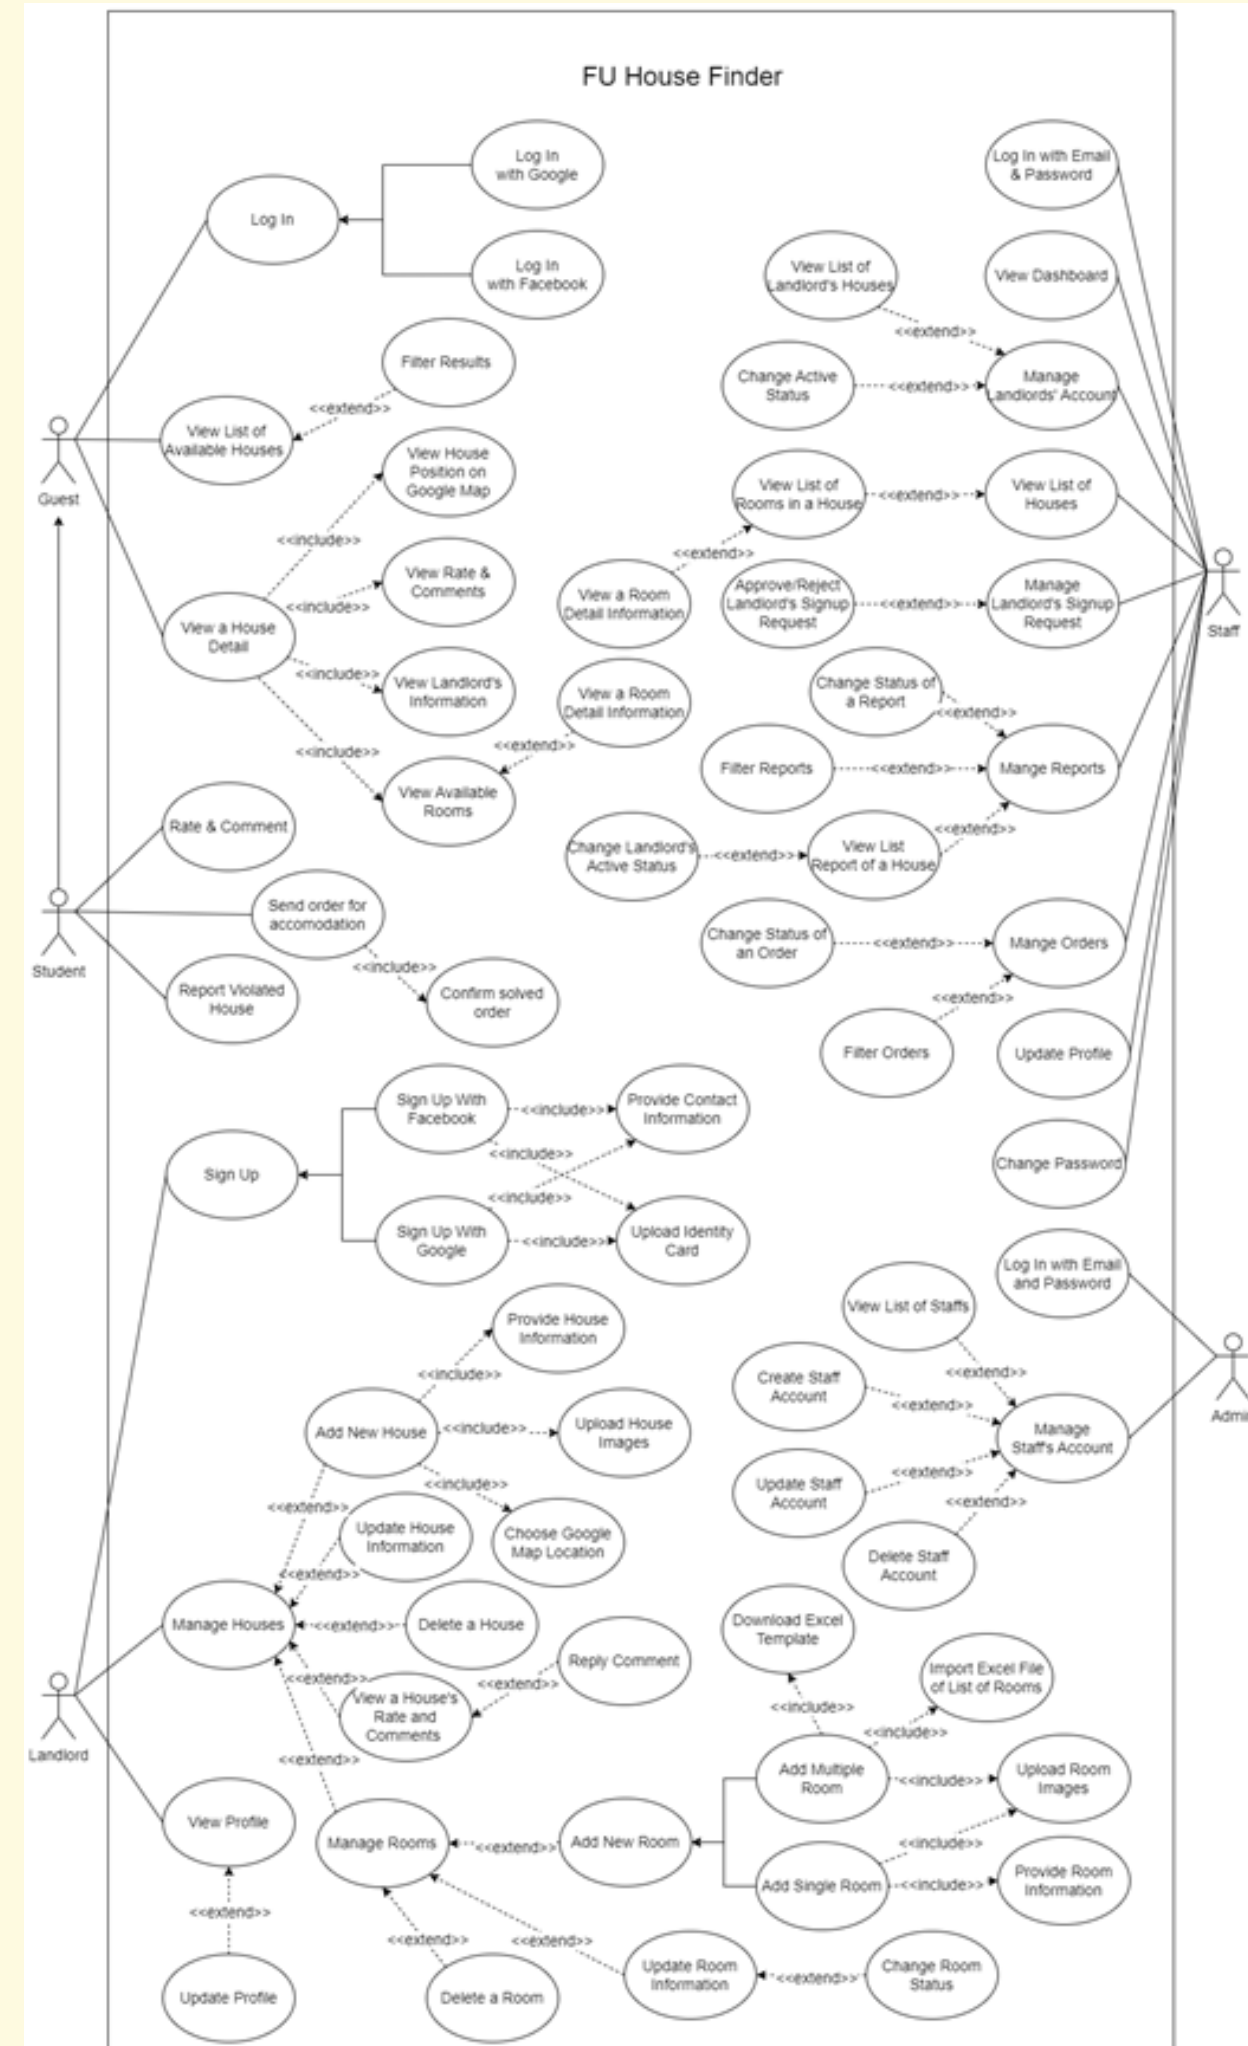 FU House Finder
Log In
with Google
Log In with Email
& Password
Log In
Log In
with Facebook
View List of
Landlord's Houses
View Dashboard
<<extend>>
Filter Results
Change Active
Status
<<extend>>
Manage
Landlords' Account
<<extend>>
View List of
Available Houses
View House
Position on
Google Map
Guest
View List of
Rooms in a House
<<extend>>
View List of
Houses
<<include>>
<<extend>>
View Rate &
Comments
<<include>>
View a Room
Detail Information
Approve/Reject
Landlord's Signup
Request
<<extend>>
Manage
Landlord's Signup
Request
View a House
Detail
Staff
<<include>>
View Landlord's
Information
View a Room
Detail Information
Change Status of
a Report
<<extend>>
<<include>>
<<extend>>
Filter Reports
<<extend>>
Mange Reports
View Available
Rooms
Rate & Comment
<<extend>>
Change Landlord's
Active Status
<<extend>>
View List
Report of a House
Send order for
accomodation
Change Status of
an Order
<<extend>>
Mange Orders
Student
<<include>>
Report Violated
House
Confirm solved
order
<<extend>>
Filter Orders
Update Profile
Sign Up With
Facebook
<<include>>
Provide Contact
Information
<<include>>
Sign Up
Change Password
<<include>>
Sign Up With
Google
<<include>>
Upload Identity
Card
Log In with Email
and Password
View List of Staffs
Provide House
Information
<<include>>
<<extend>>
Create Staff
Account
<<extend>>
Admi
Add New House
<<include>>
Upload House
Images
Manage
Staff's Account
<<include>>
<<extend>>
Update Staff
Account
<<extend>>
<<extend>>
Update House
Information
Choose Google
Map Location
<<extend>>
Delete Staff
Account
Manage Houses
<<extend>>
Delete a House
Download Excel
Template
Reply Comment
<<extend>>
<<extend>>
Import Excel File
of List of Rooms
View a House's
Rate and
Comments
<<include>>
<<include>>
Landlord
<<extend>>
Add Multiple
Room
<<include>>
Upload Room
Images
View Profile
Manage Rooms
<<extend>>
Add New Room
<<include>>
Add Single Room
<<include>>
Provide Room
Information
<<extend>>
<<extend>>
<<extend>>
Update Profile
Delete a Room
Update Room
Information
<<extend>>
Change Room
Status